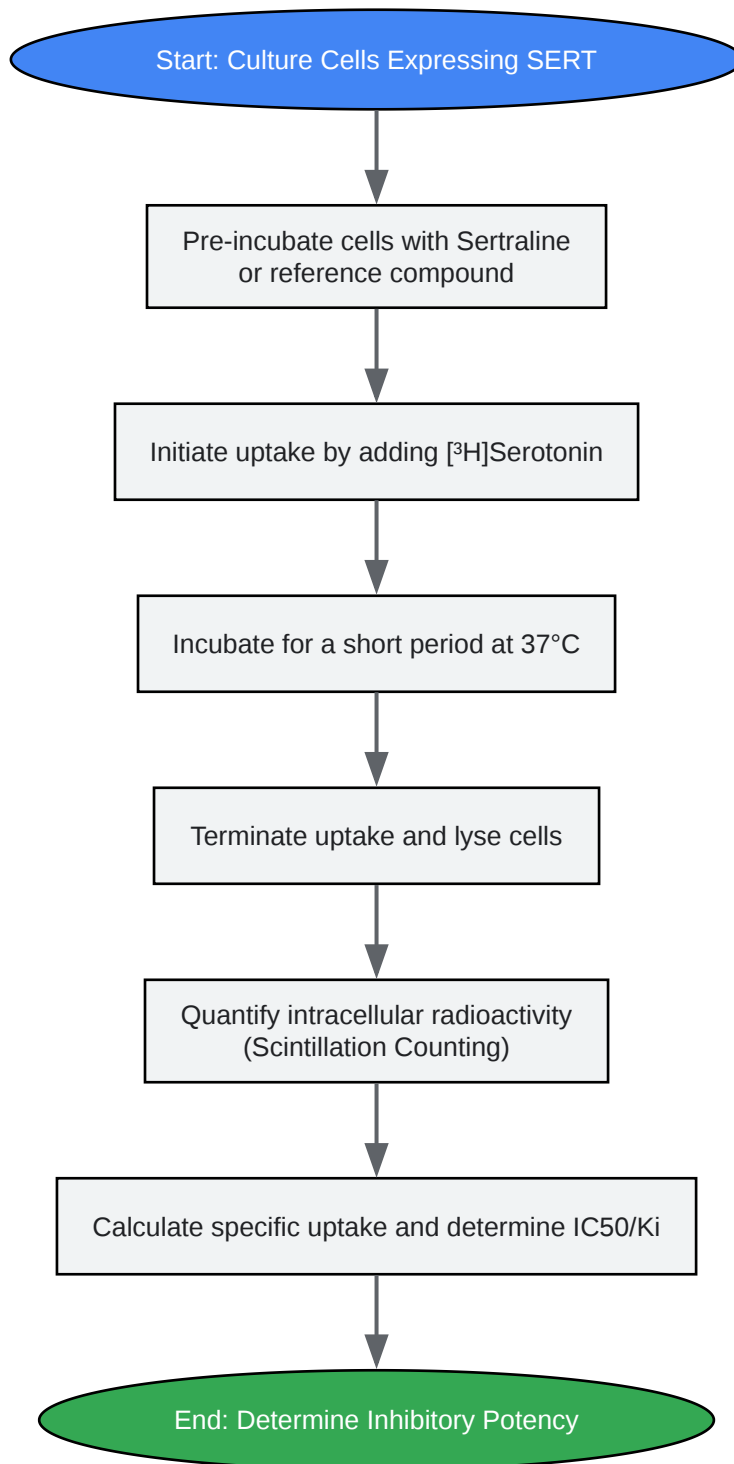 Start: Culture Cells Expressing SERT
Pre-incubate cells with Sertraline
or reference compound
Initiate uptake by adding [³H]Serotonin
Incubate for a short period at 37°C
Terminate uptake and lyse cells
Quantify intracellular radioactivity
(Scintillation Counting)
Calculate specific uptake and determine IC50/Ki
End: Determine Inhibitory Potency